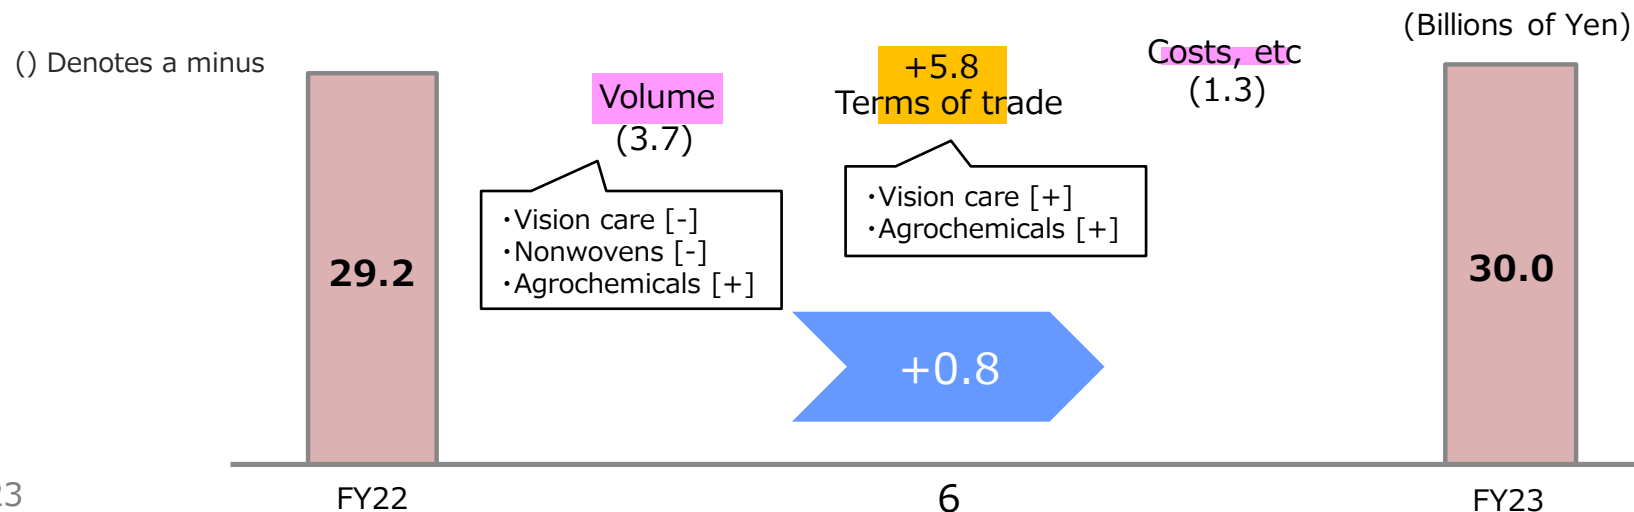 (Billions of Yen)
() Denotes a minus
Volume
(3.7)
+5.8
Terms of trade
Costs, etc
(1.3)
・Vision care [-]
・Nonwovens [-]
・Agrochemicals [+]
・Vision care [+]
・Agrochemicals [+]
29.2
+0.8
30.0
23
FY22
6
FY23